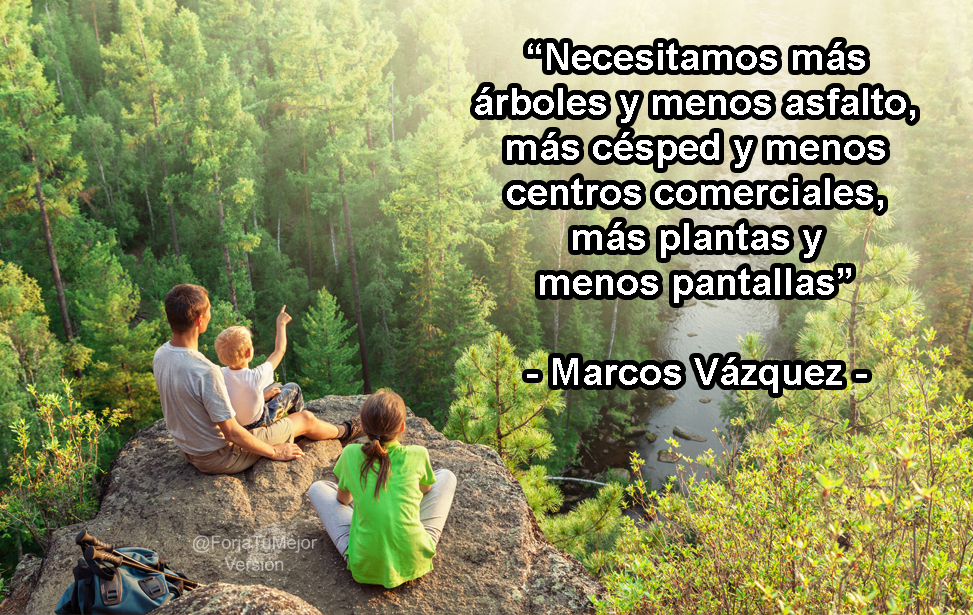 “Necesitamos más
árboles y menos asfalto,
más césped y menos
centros comerciales,
más plantas y
menos pantallas”
- Marcos Vázquez -
@ForjaTuMejor
Versión